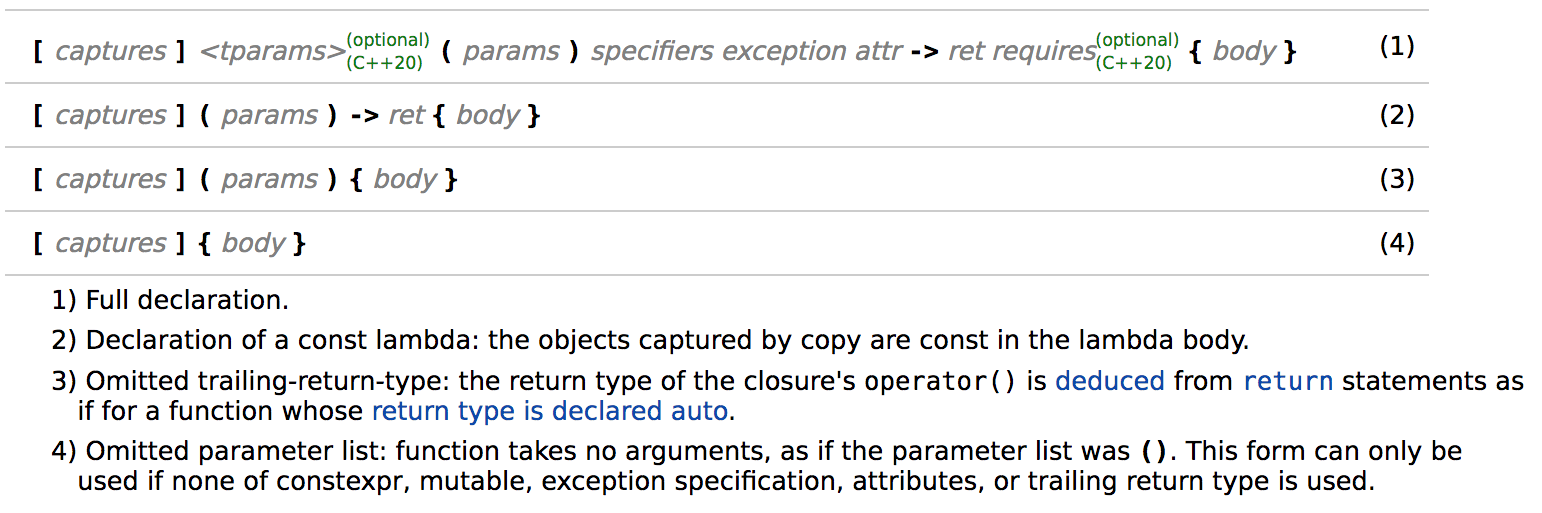 [ captures ] <tparams>(optional)(C++20) ( params ) specifiers exception attr -> ret requires(optional)(C++20) { body } (1)
[ captures ] ( params ) -> ret { body } (2)
[ captures ] ( params ) { body } (3)
[ captures ] { body } (4)
1) Full declaration.
2) Declaration of a const lambda: the objects captured by copy are const in the lambda body.
3) Omitted trailing-return-type: the return type of the closure's operator() is deduced from return statements as
if for a function whose return type is declared auto.
4) Omitted parameter list: function takes no arguments, as if the parameter list was (). This form can only be
used if none of constexpr, mutable, exception specification, attributes, or trailing return type is used.